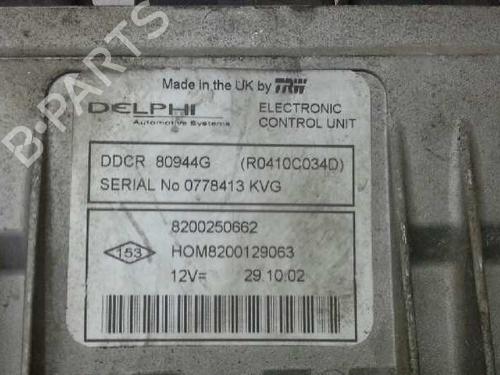 B-PARTS
Made in the UK by TRW
DELPHI
Automotive Systems
ELECTRONIC
CONTROL UNIT
DDCR 80944G (R0410C034D)
SERIAL No 0778413 KVG
8200250662
153
HOM8200129063
12V= 29.10.02